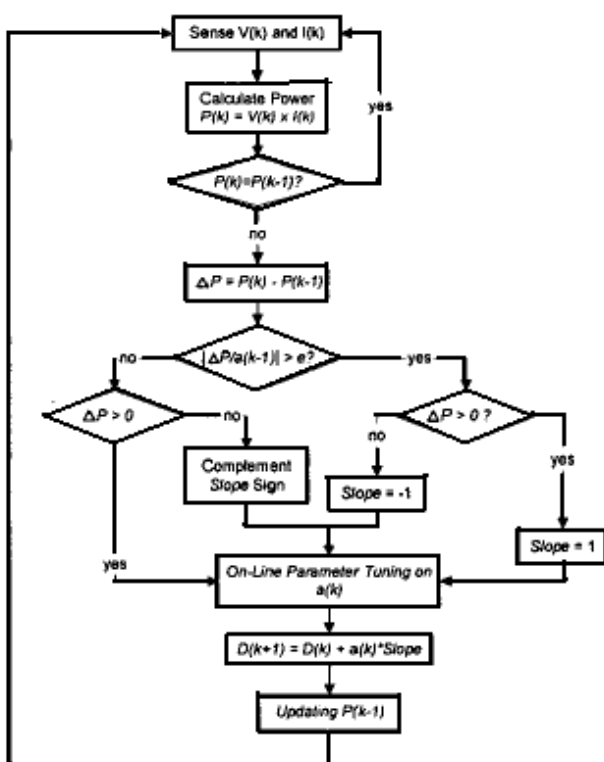 Sense V(k) and I(k)
yes
Calculate Power
P(k) = V(k) x I(k)
P(k)=P(k-1)?
no
ΔP = P(k) - P(k-1)
no
|ΔP/a(k-1)| > e?
yes
ΔP > 0
no
ΔP > 0 ?
no
yes
Complement
Slope Sign
Slope = -1
yes
Slope = 1
On-Line Parameter Tuning on
a(k)
D(k+1) = D(k) + a(k)*Slope
Updating P(k-1)